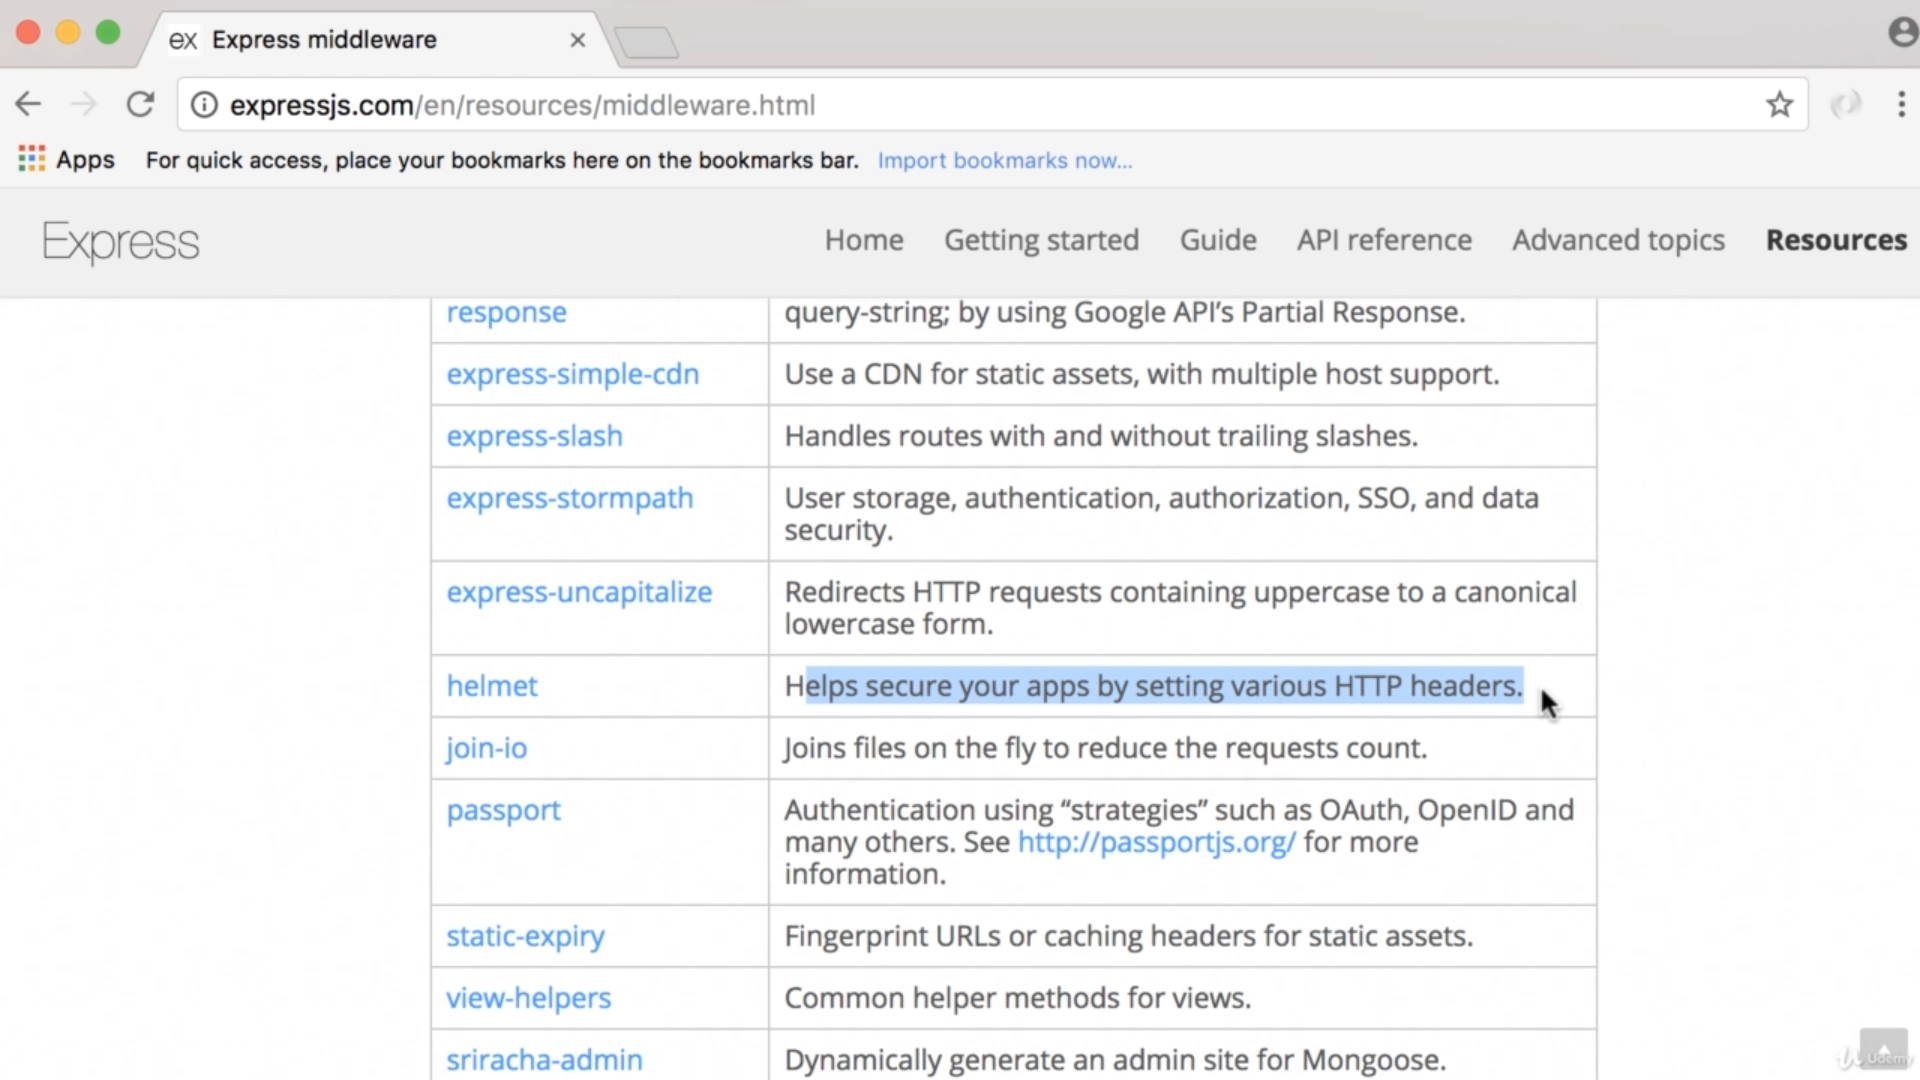 ex Express middleware
expressjs.com/en/resources/middleware.html
Apps For quick access, place your bookmarks here on the bookmarks bar. Import bookmarks now...
Express Home Getting started Guide API reference Advanced topics Resources
response query-string; by using Google API’s Partial Response.
express-simple-cdn Use a CDN for static assets, with multiple host support.
express-slash Handles routes with and without trailing slashes.
express-stormpath User storage, authentication, authorization, SSO, and data
security.
express-uncapitalize Redirects HTTP requests containing uppercase to a canonical
lowercase form.
helmet Helps secure your apps by setting various HTTP headers.
join-io Joins files on the fly to reduce the requests count.
passport Authentication using “strategies” such as OAuth, OpenID and
many others. See http://passportjs.org/ for more
information.
static-expiry Fingerprint URLs or caching headers for static assets.
view-helpers Common helper methods for views.
sriracha-admin Dynamically generate an admin site for Mongoose.
Udemy